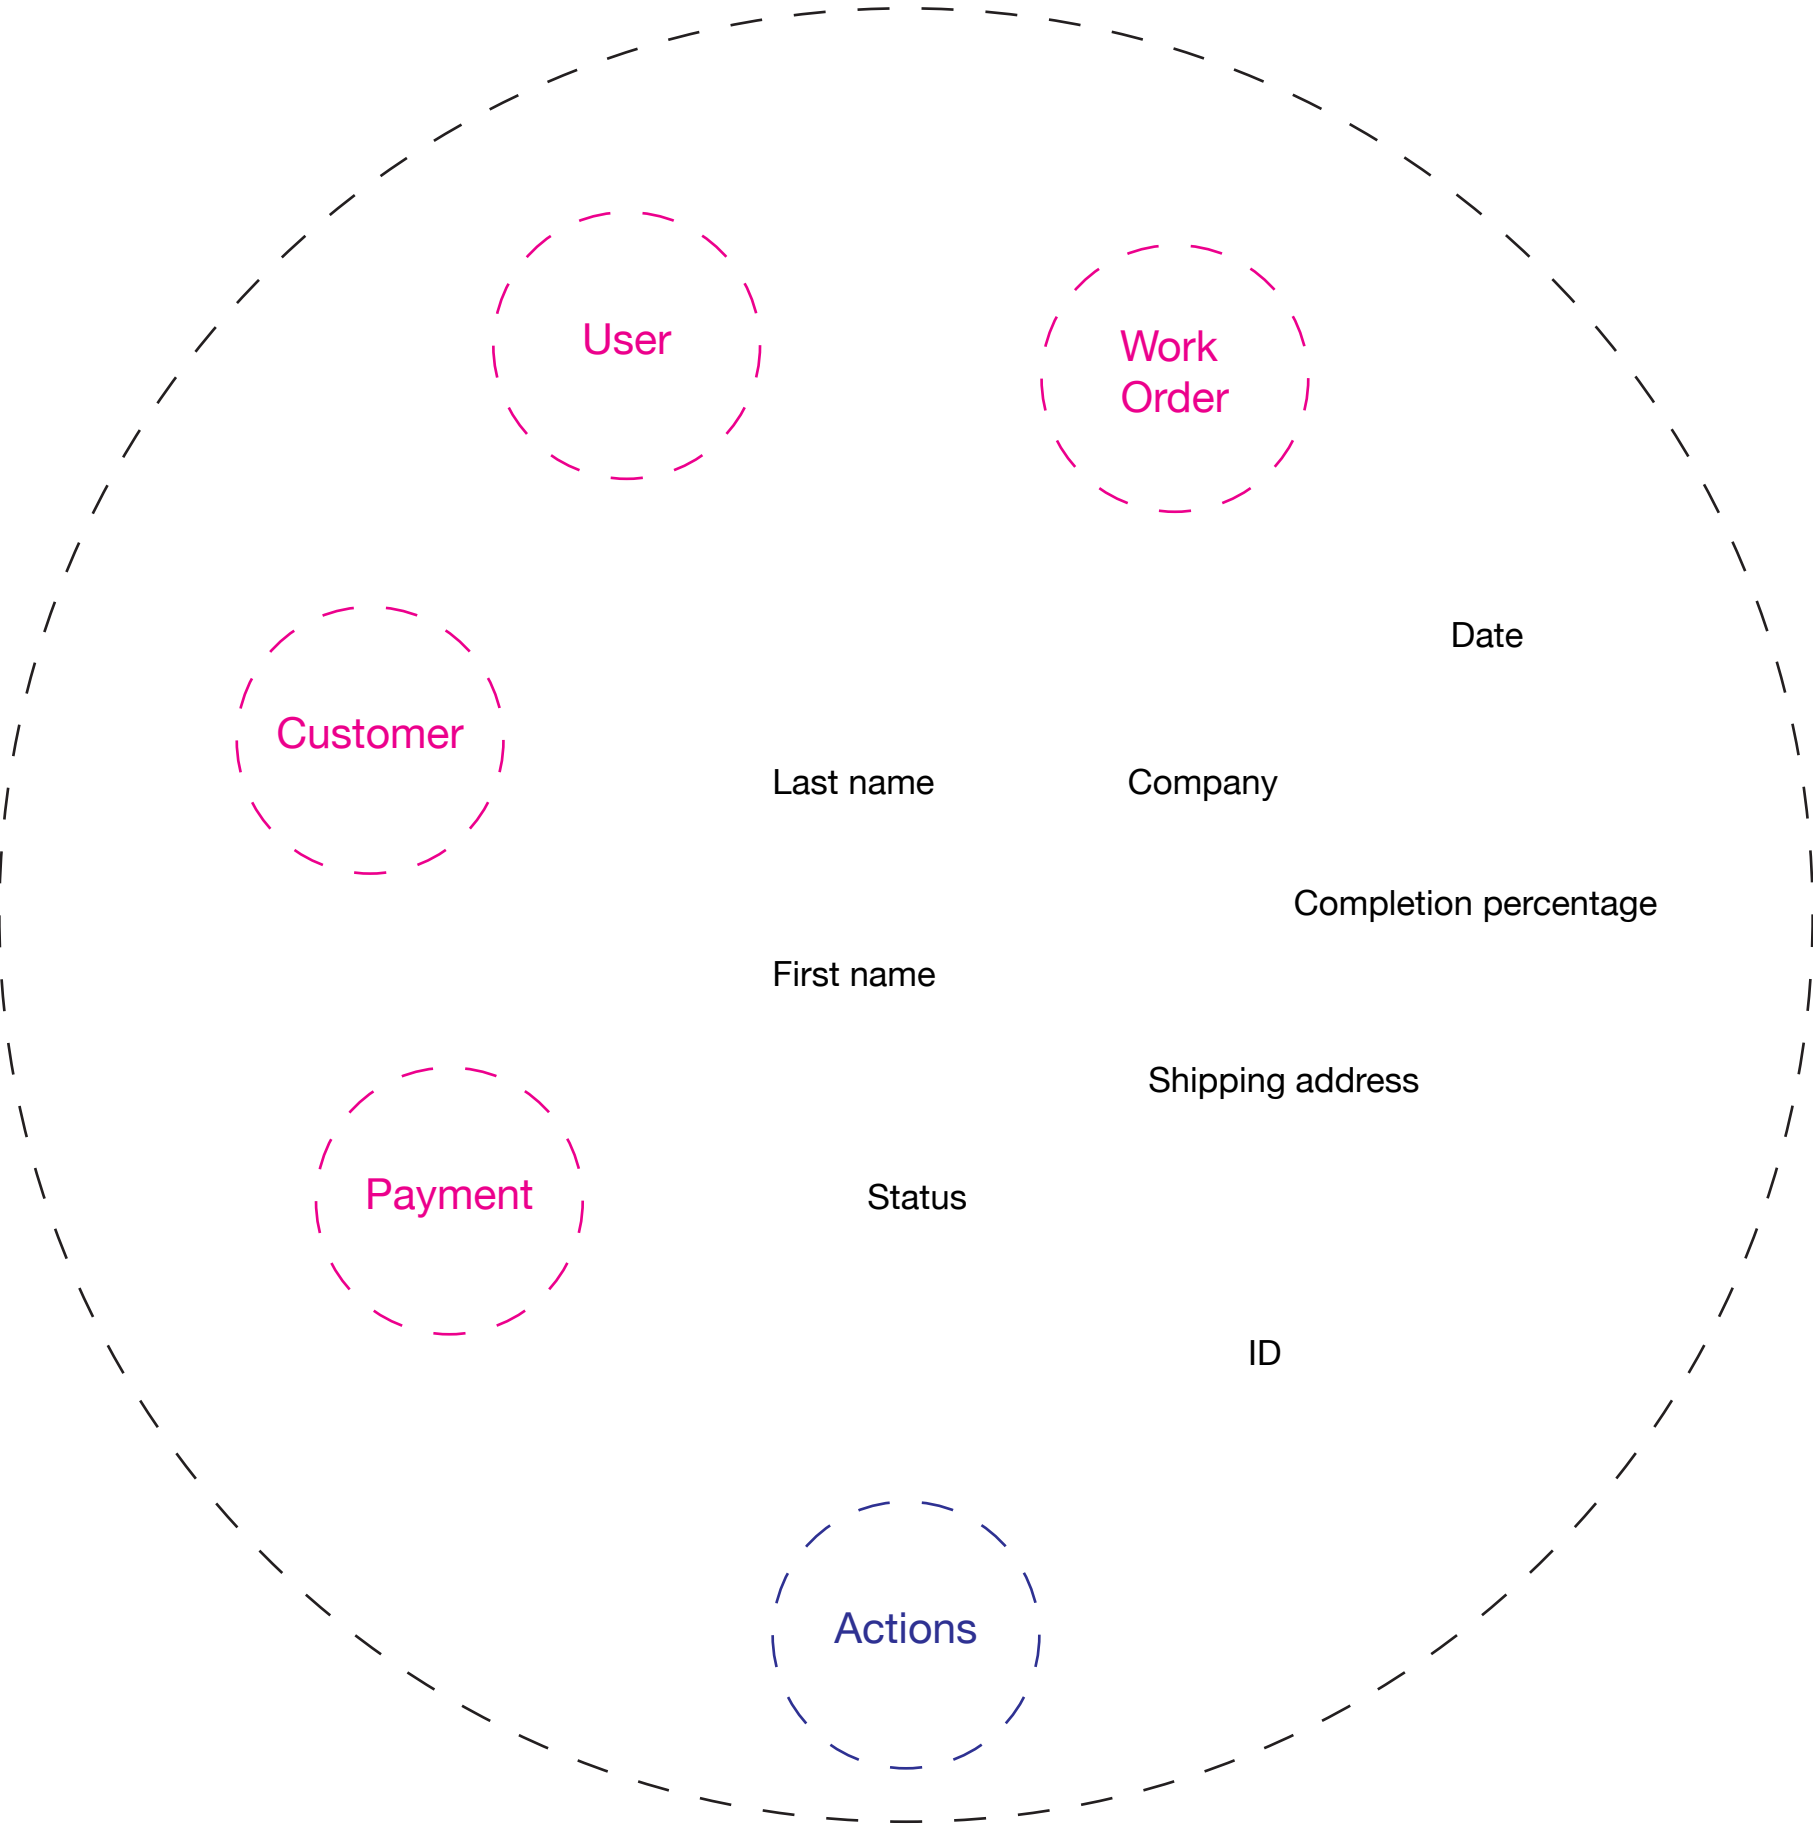 User
Work
Order
Date
Customer
Last name
Company
Completion percentage
First name
Shipping address
Payment
Status
ID
Actions